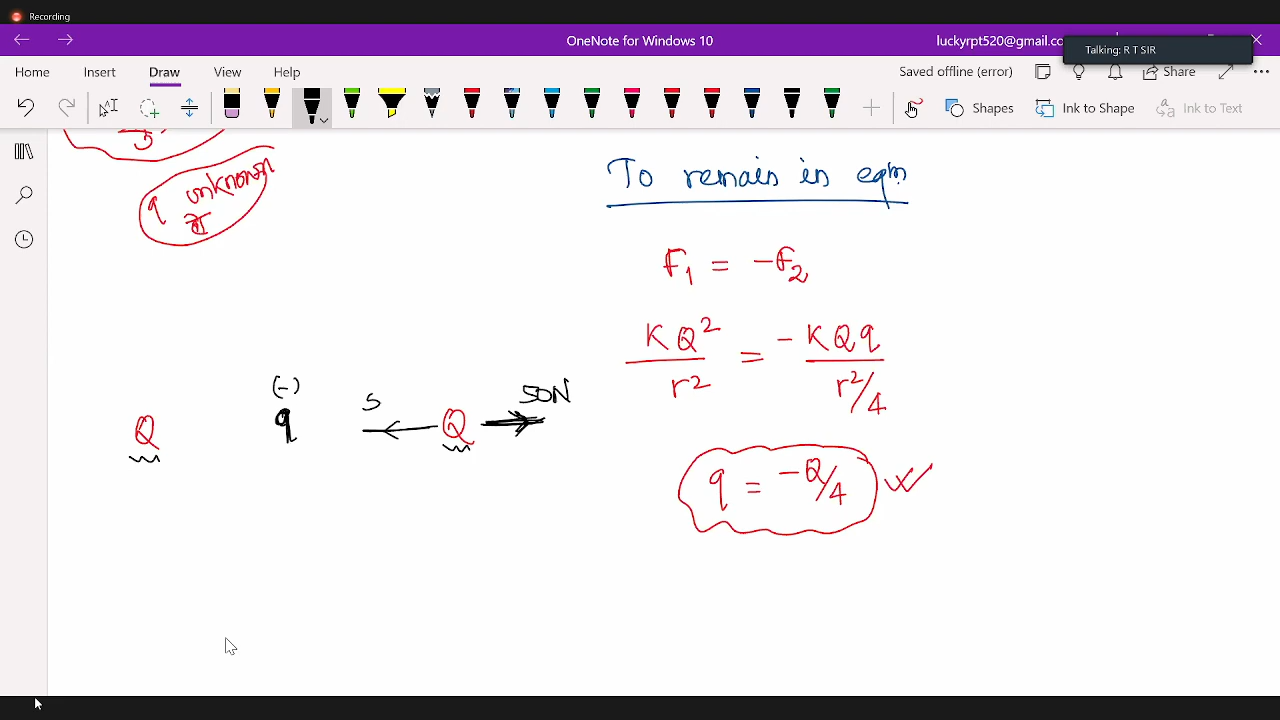 Recording
OneNote for Windows 10
luckyrpt520@gmail.co
Talking: R T SIR
Home Insert Draw View Help
Saved offline (error)
Share
Shapes
Ink to Shape
Ink to Text
q unknown
है
To remain in eqm.
F₁ = -F₂
KQ²/r² = -KQq/r²/4
(-)
Q q Q
50N
q = -Q/4